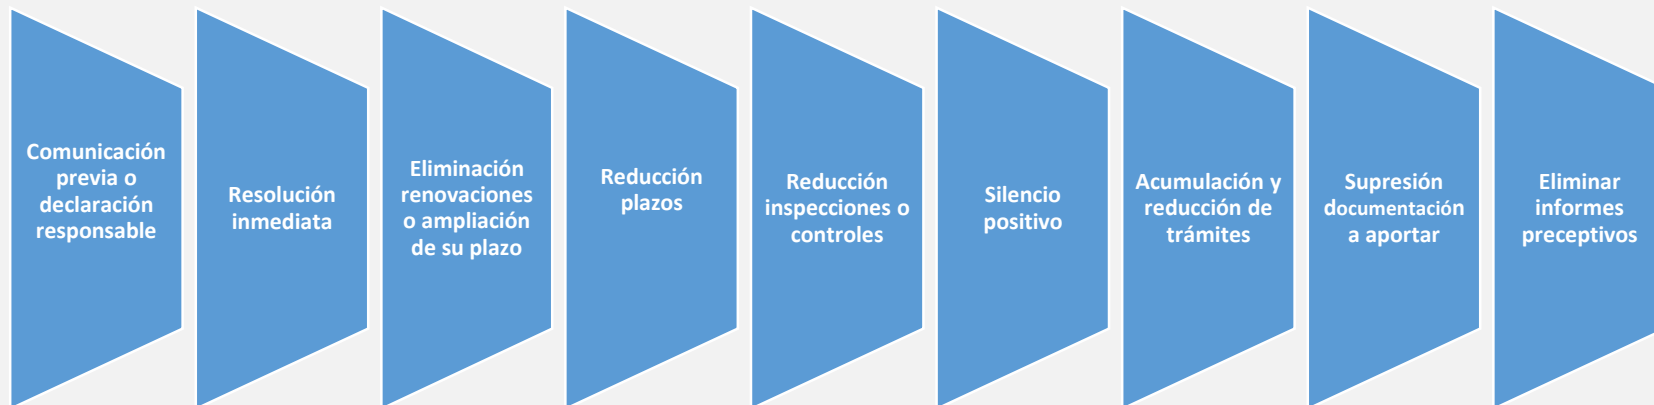 Comunicación
previa o
declaración
responsable
Resolución
inmediata
Eliminación
renovaciones
o ampliación
de su plazo
Reducción
plazos
Reducción
inspecciones o
controles
Silencio
positivo
Acumulación y
reducción de
trámites
Supresión
documentación
a aportar
Eliminar
informes
preceptivos